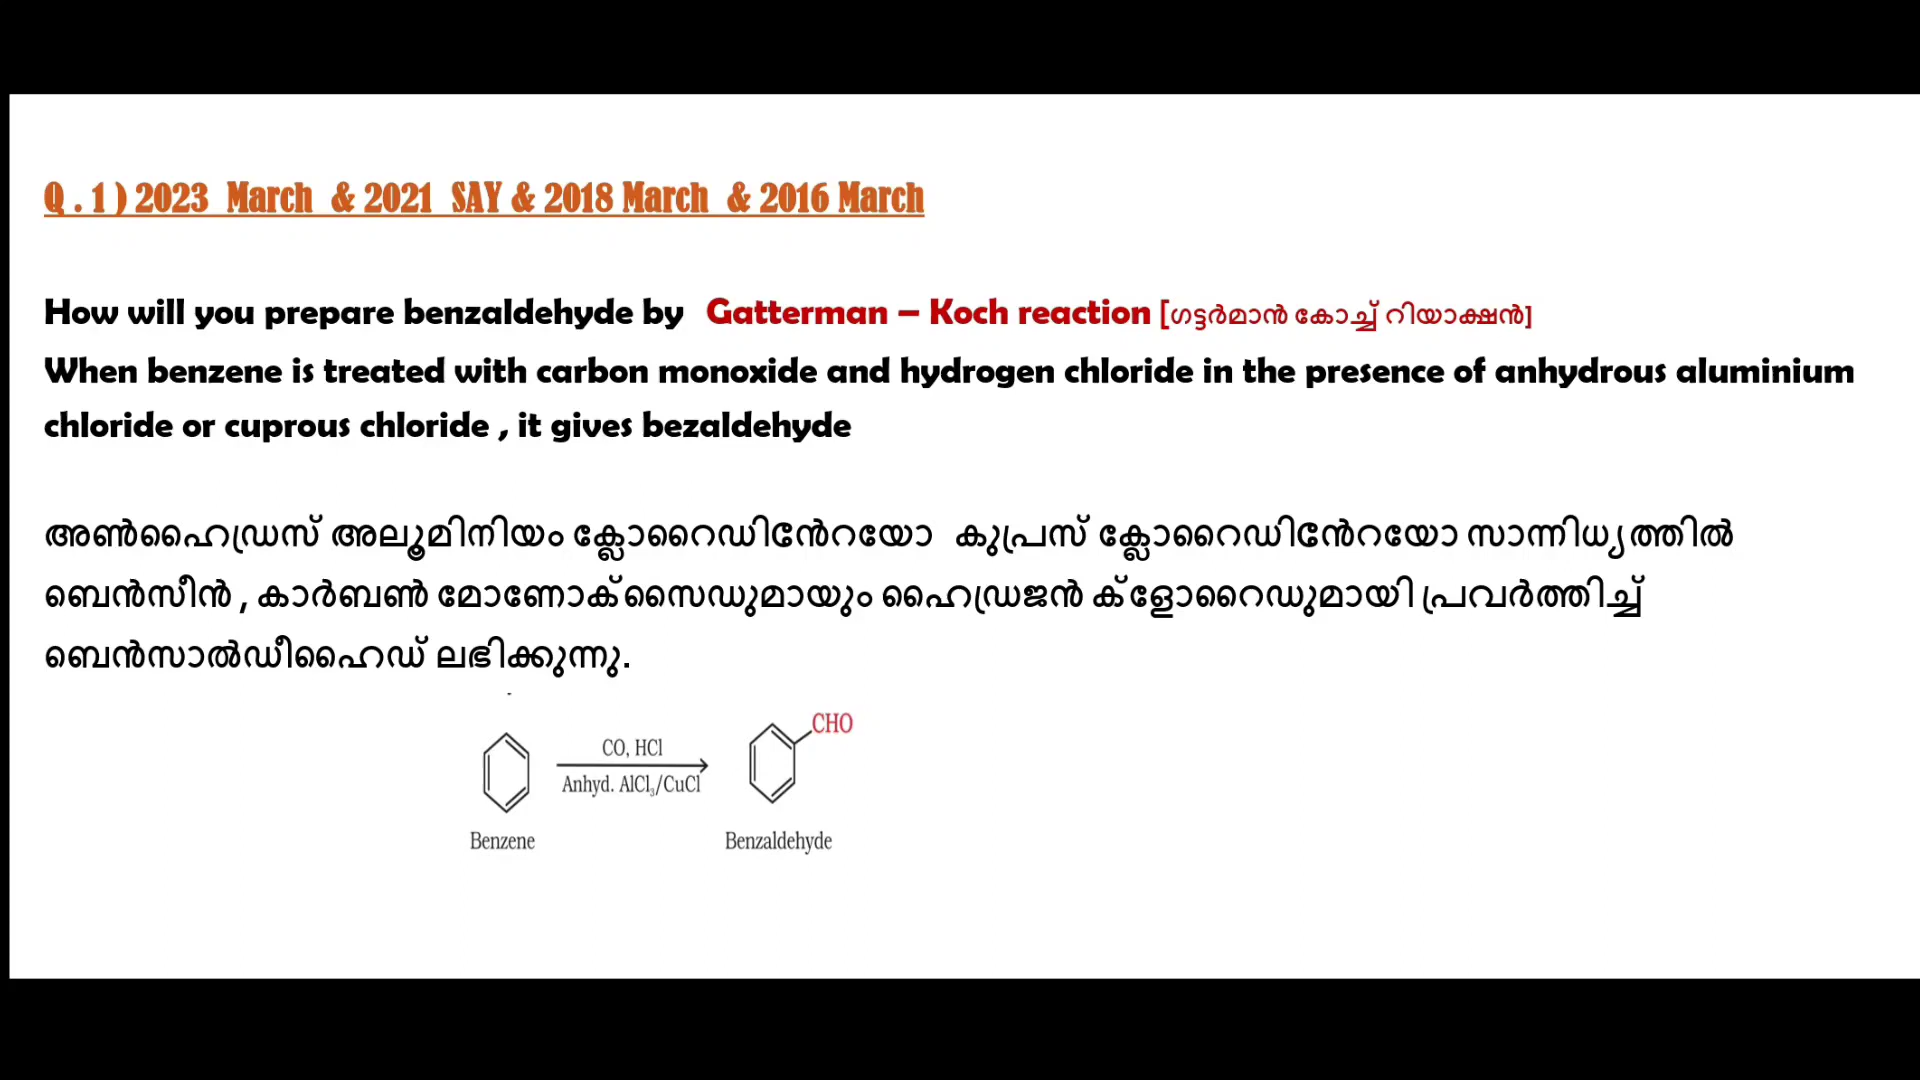 Q . 1 ) 2023 March & 2021 SAY & 2018 March & 2016 March
How will you prepare benzaldehyde by Gatterman – Koch reaction [ഗട്ടർമാൻ കോച്ച് റിയാക്ഷൻ]
When benzene is treated with carbon monoxide and hydrogen chloride in the presence of anhydrous aluminium
chloride or cuprous chloride , it gives bezaldehyde
അൺഹൈഡ്രസ് അലൂമിനിയം ക്ലോറൈഡിൻേറയോ കുപ്രസ് ക്ലോറൈഡിൻേറയോ സാന്നിധ്യത്തിൽ
ബെൻസീൻ , കാർബൺ മോണോക്‌സൈഡുമായും ഹൈഡ്രജൻ ക്ളോറൈഡുമായി പ്രവർത്തിച്ച്
ബെൻസാൽഡീഹൈഡ് ലഭിക്കുന്നു.
CHO
CO, HCl
Anhyd. AlCl₃/CuCl
Benzene Benzaldehyde